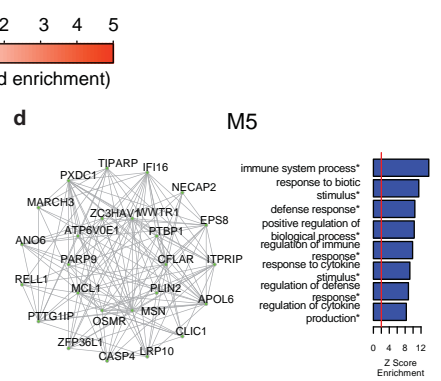 2 3 4 5
d enrichment)
d
M5
TIPARP IFI16
PXDC1
NECAP2
MARCH3
ZC3HAV1 WWTR1
EPS8
ATP6V0E1 PTBP1
ANO6
PARP9 CFLAR ITPRIP
RELL1
MCL1 PLIN2
APOL6
PTTG1IP OSMR MSN
CLIC1
ZFP36L1 LRP10
CASP4
immune system process*
response to biotic
stimulus*
defense response*
positive regulation of
biological process*
regulation of immune
response*
response to cytokine
stimulus*
regulation of defense
response*
regulation of cytokine
production*
0 4 8 12
Z Score
Enrichment